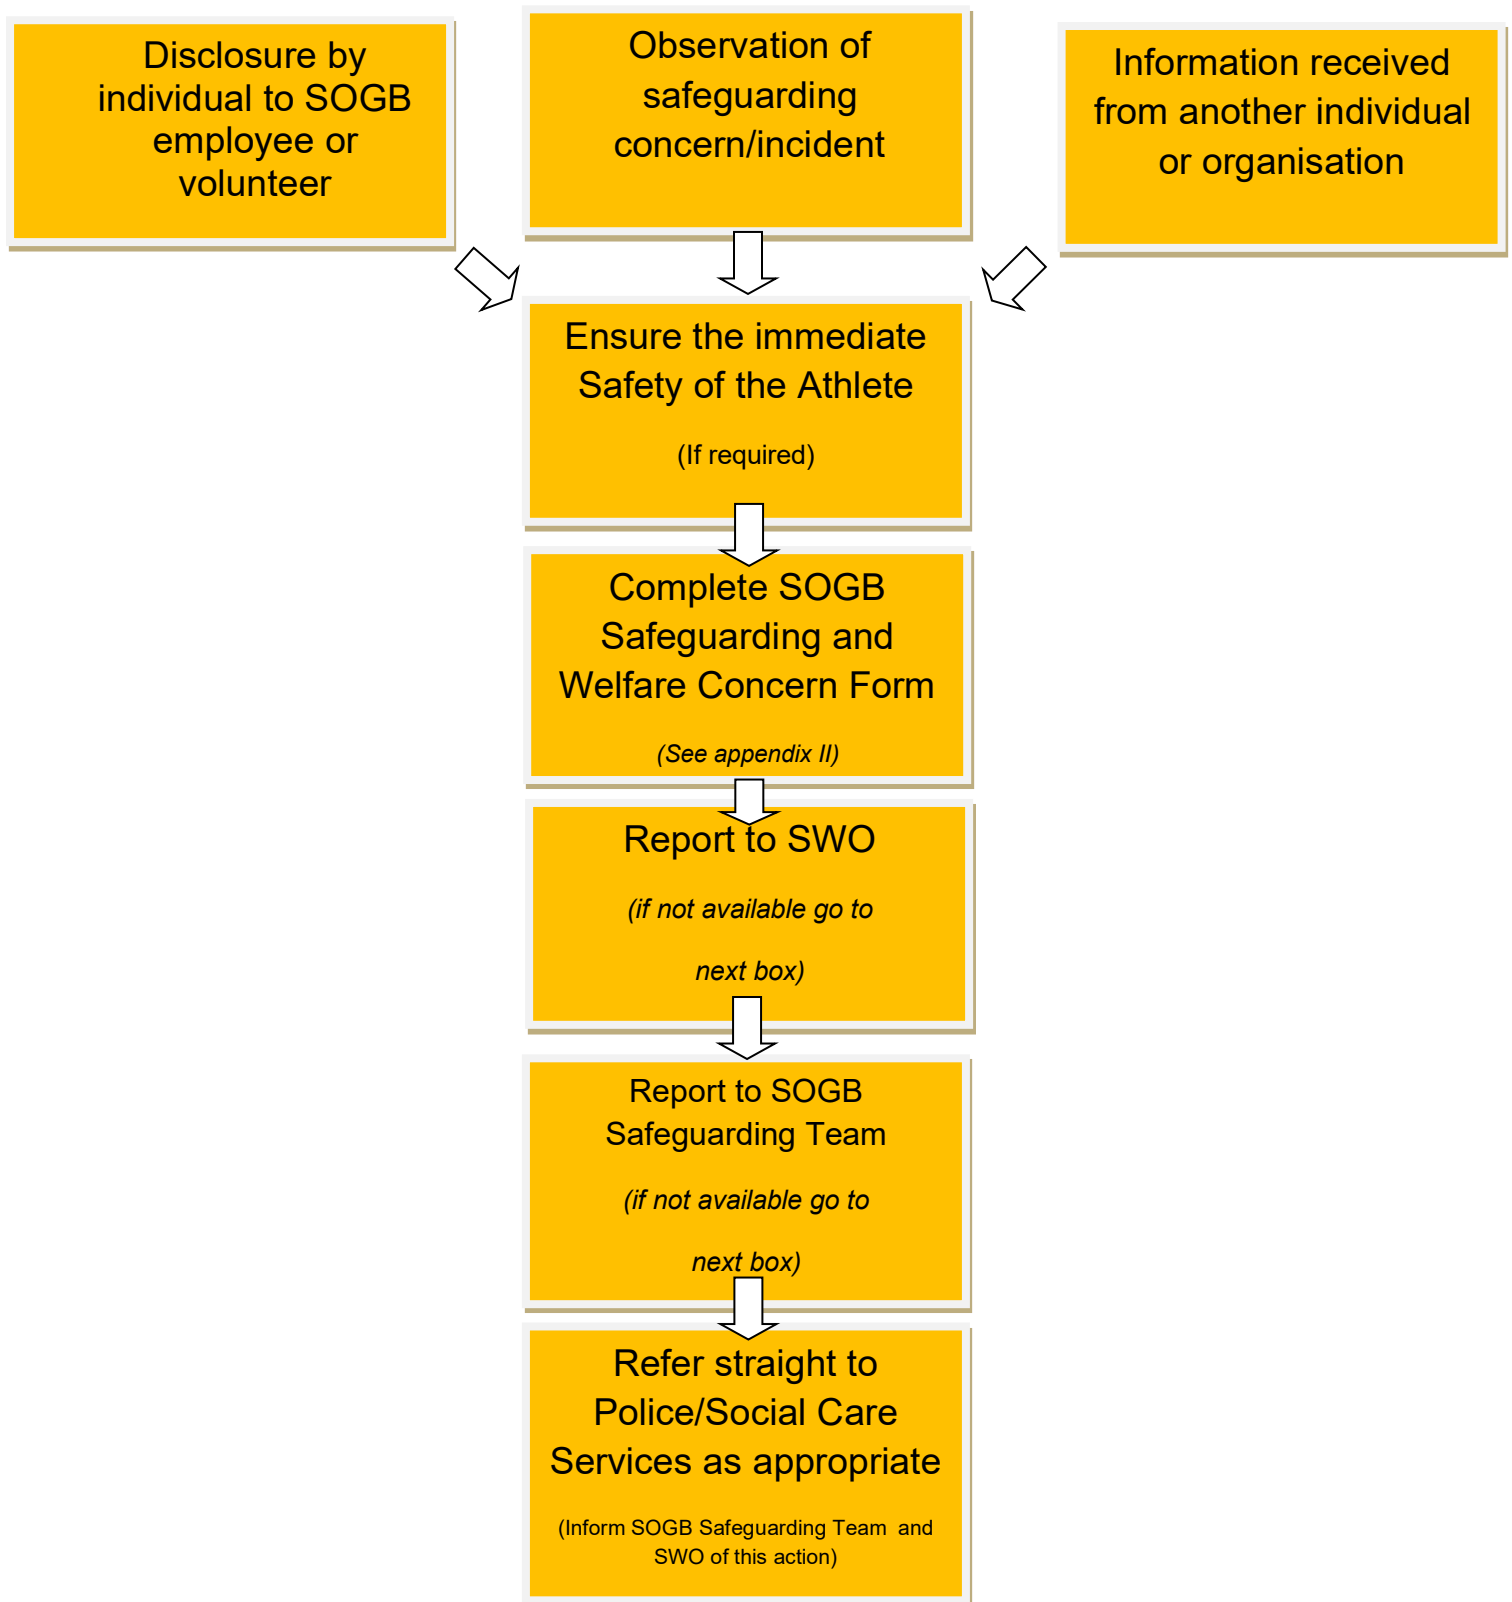 Disclosure by
individual to SOGB
employee or
volunteer
Observation of
safeguarding
concern/incident
Information received
from another individual
or organisation
Ensure the immediate
Safety of the Athlete
(If required)
Complete SOGB
Safeguarding and
Welfare Concern Form
(See appendix II)
Report to SWO
(if not available go to
next box)
Report to SOGB
Safeguarding Team
(if not available go to
next box)
Refer straight to
Police/Social Care
Services as appropriate
(Inform SOGB Safeguarding Team and
SWO of this action)